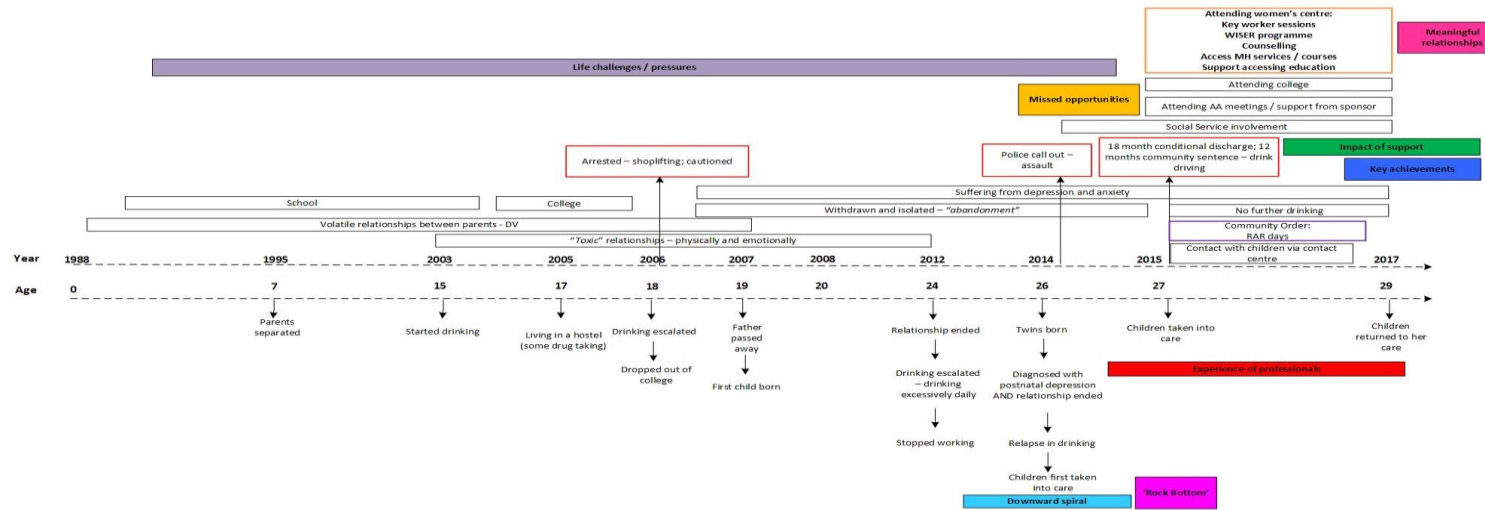 Attending women's centre:
Key worker sessions
WISER programme
Counselling
Access MH services / courses
Support accessing education
Meaningful
relationships
Life challenges / pressures
Missed opportunities
Attending college
Attending AA meetings / support from sponsor
Social Service involvement
Arrested – shoplifting; cautioned
Police call out –
assault
18 month conditional discharge; 12
months community sentence – drink
driving
Impact of support
Key achievements
Suffering from depression and anxiety
School
College
Withdrawn and isolated – "abandonment"
No further drinking
Volatile relationships between parents - DV
Community Order:
RAR days
"Toxic" relationships – physically and emotionally
Contact with children via contact
centre
Year 1988 1995 2003 2005 2006 2007 2008 2012 2014 2015 2017
Age 0 7 15 17 18 19 20 24 26 27 29
Parents
separated
Started drinking
Living in a hostel
(some drug taking)
Drinking escalated
Dropped out of
college
Father
passed
away
First child born
Relationship ended
Drinking escalated
– drinking
excessively daily
Stopped working
Twins born
Diagnosed with
postnatal depression
AND relationship ended
Relapse in drinking
Children first taken
into care
Children taken into
care
Children
returned to her
care
Experience of professionals
Downward spiral
'Rock Bottom'